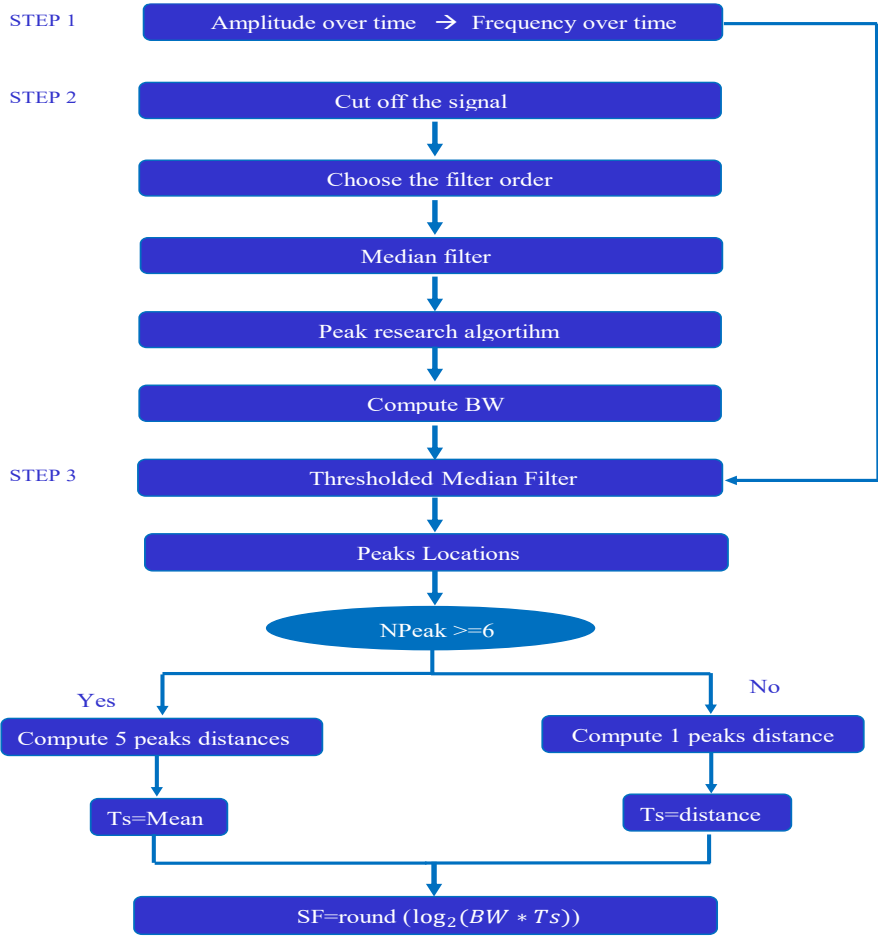 STEP 1
Amplitude over time → Frequency over time
STEP 2
Cut off the signal
Choose the filter order
Median filter
Peak research algortihm
Compute BW
STEP 3
Thresholded Median Filter
Peaks Locations
NPeak >=6
Yes
No
Compute 5 peaks distances
Compute 1 peaks distance
Ts=Mean
Ts=distance
SF=round (log₂(BW * Ts))